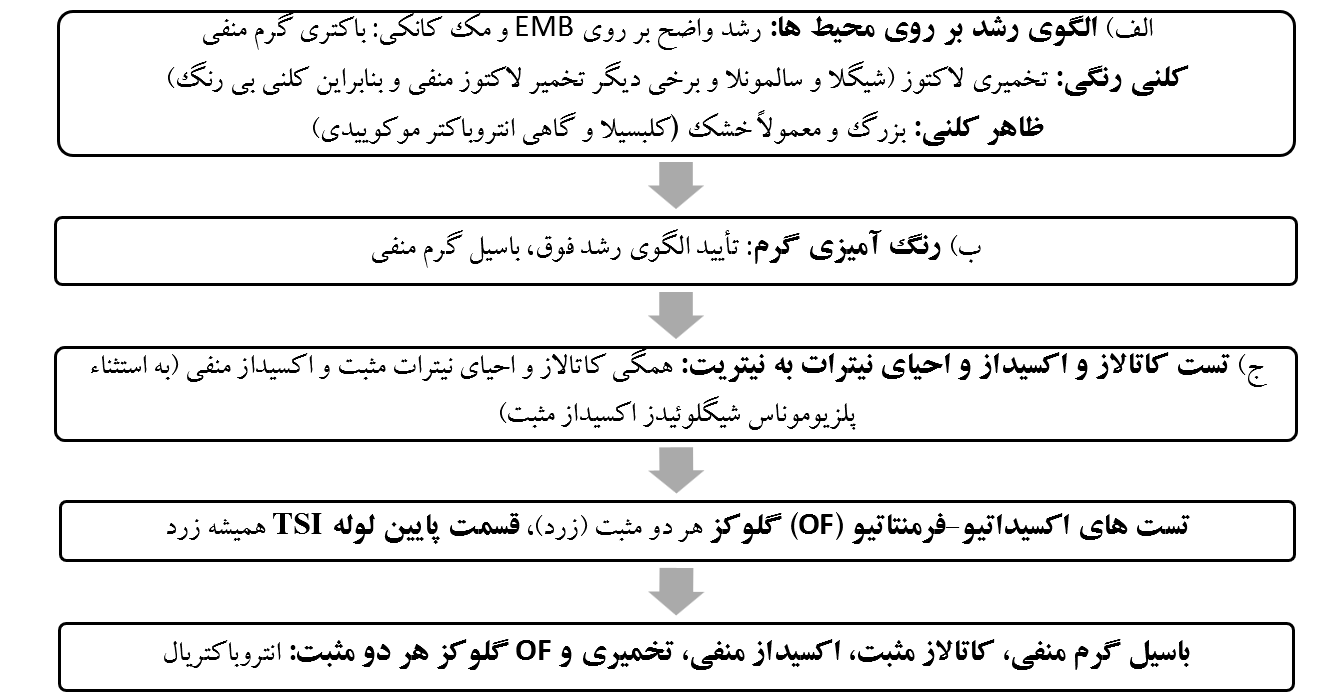 الف) الگوی رشد بر روی محیط ها: رشد واضح بر روی EMB و مک کانکی: باکتری گرم منفی
کلنی رنگی: تخمیری لاکتوز (شیگلا و سالمونلا و برخی دیگر تخمیر لاکتوز منفی و بنابراین کلنی بی رنگ)
ظاهر کلنی: بزرگ و معمولاً خشک (کلبسیلا و گاهی انتروباکتر موکوییدی)
ب) رنگ آمیزی گرم: تأیید الگوی رشد فوق، باسیل گرم منفی
ج) تست کاتالاز و اکسیداز و احیای نیترات به نیتریت: همگی کاتالاز و احیای نیترات مثبت و اکسیداز منفی (به استثناء
پلزیوموناس شیگلوئیدز اکسیداز مثبت)
تست های اکسیداتیو-فرمنتاتیو (OF) گلوکز هر دو مثبت (زرد)، قسمت پایین لوله TSI همیشه زرد
باسیل گرم منفی، کاتالاز مثبت، اکسیداز منفی، تخمیری و OF گلوکز هر دو مثبت: انتروباکتریال